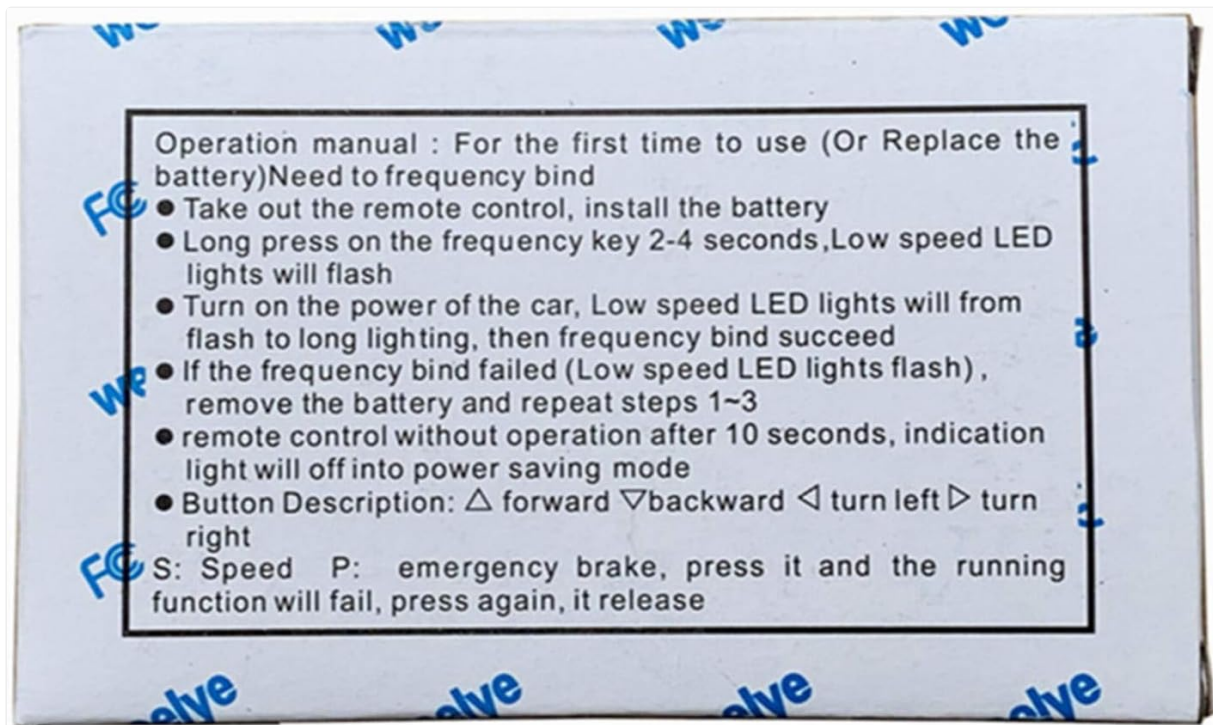 Operation manual : For the first time to use (Or Replace the
battery)Need to frequency bind
● Take out the remote control, install the battery
● Long press on the frequency key 2-4 seconds,Low speed LED
lights will flash
● Turn on the power of the car, Low speed LED lights will from
flash to long lighting, then frequency bind succeed
● If the frequency bind failed (Low speed LED lights flash) ,
remove the battery and repeat steps 1~3
● remote control without operation after 10 seconds, indication
light will off into power saving mode
● Button Description: △ forward ▽backward ◁ turn left ▷ turn
right
S: Speed P: emergency brake, press it and the running
function will fail, press again, it release
FC
FC